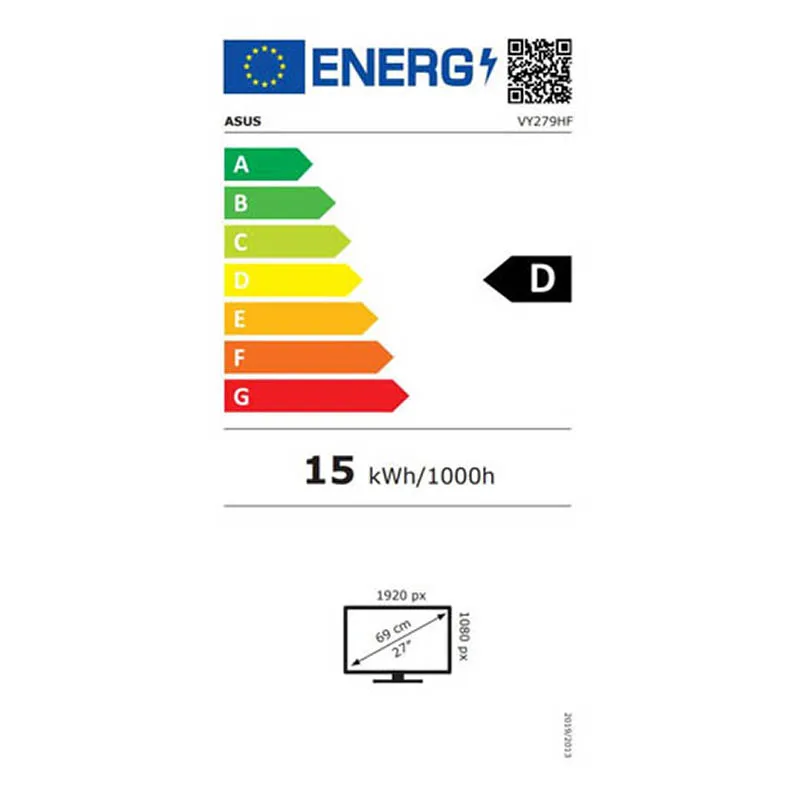 ENERG
ASUS VY279HF
A
B
C
D
D
E
F
G
15 kWh/1000h
1920 px
1080 px
69 cm
27"
2019/2013